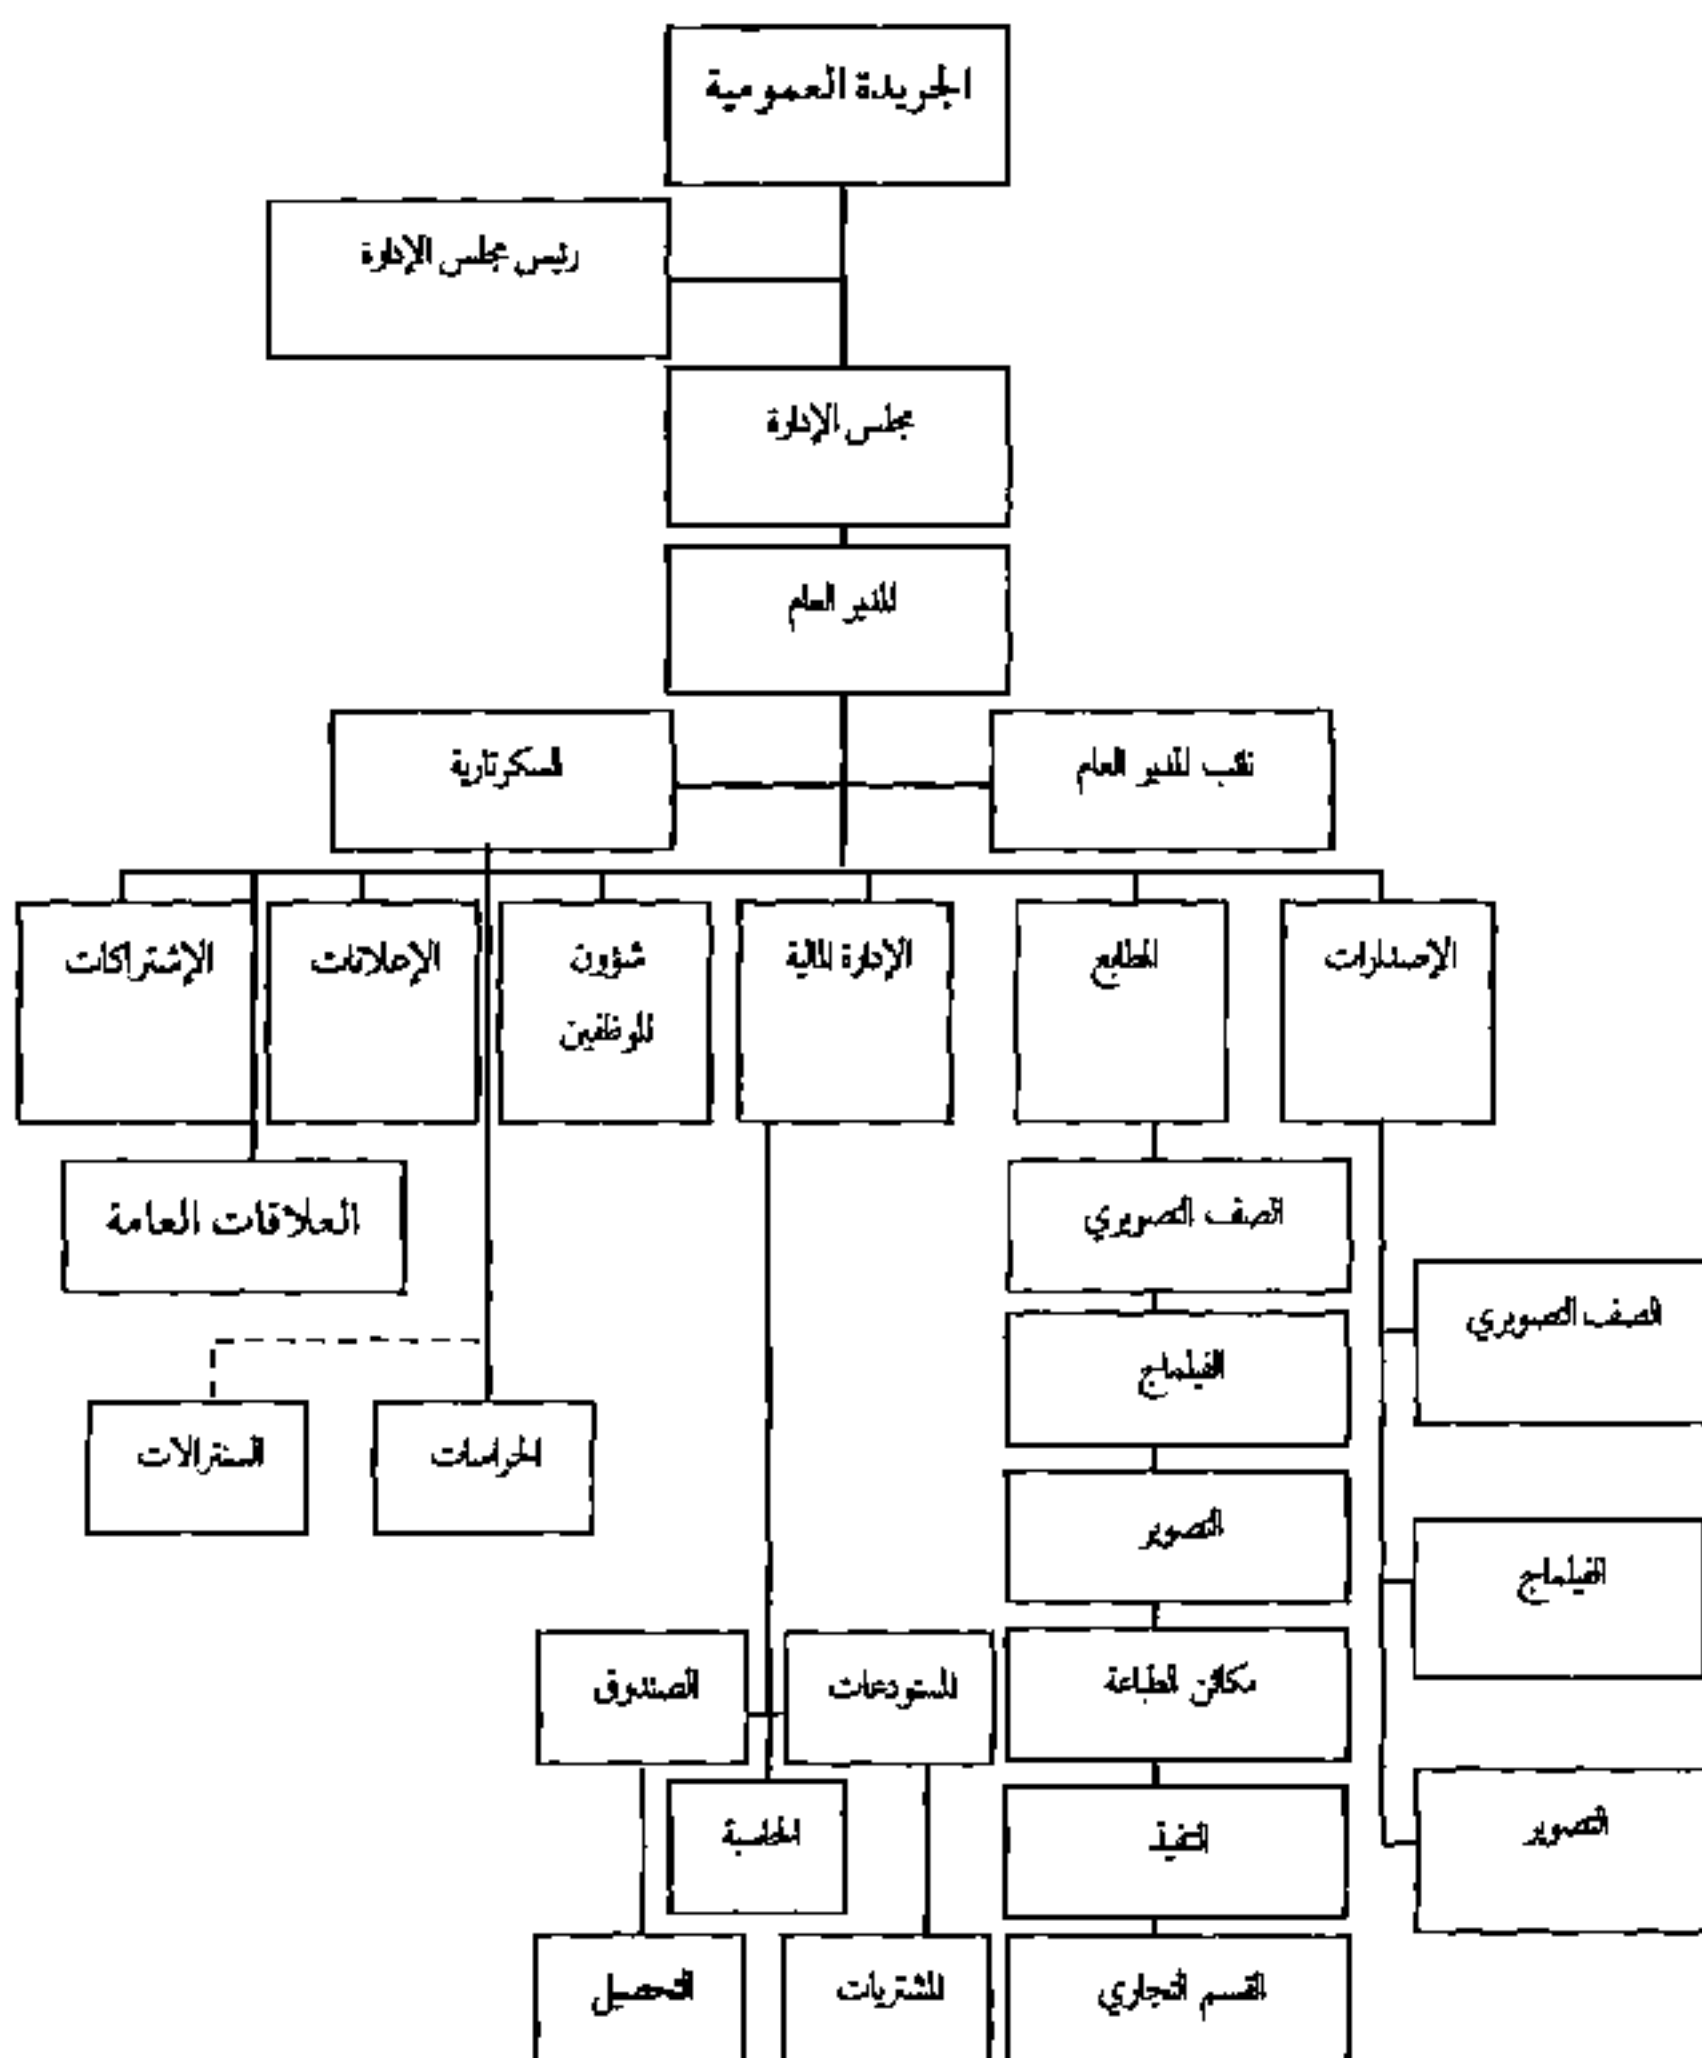 الجريدة العمومية
رئيس مجلس الإدارة
مجلس الإدارة
المدير العام
نائب المدير العام
السكرتارية
الإصدارات
المطابع
الإدارة المالية
شؤون
الموظفين
الإعلانات
الإشتراكات
العلاقات العامة
الصف التصويري
الصف التصويري
الفيلماج
الحراسات
السنترالات
التصوير
الفيلماج
مكائن الطباعة
المستودعات
الصندوق
التصوير
التنفيذ
المحاسبة
القسم التجاري
المشتريات
التحصيل